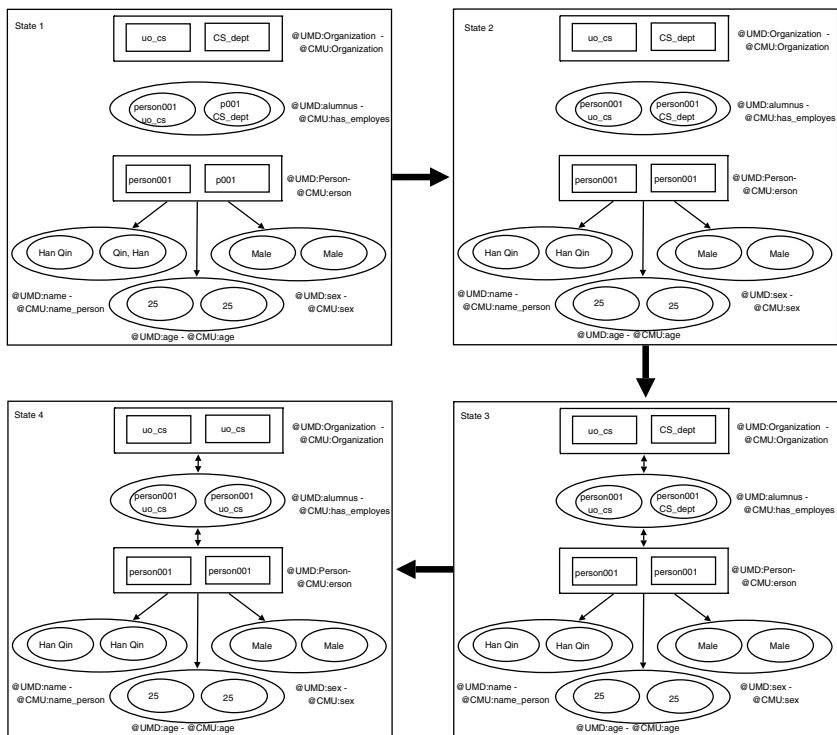 State 1
uo_cs
CS_dept
@UMD:Organization -
@CMU:Organization
person001
uo_cs
p001
CS_dept
@UMD:alumnus -
@CMU:has_employes
person001
p001
@UMD:Person-
@CMU:erson
Han Qin
Qin, Han
Male
Male
@UMD:name -
@CMU:name_person
25
25
@UMD:sex -
@CMU:sex
@UMD:age - @CMU:age
State 2
uo_cs
CS_dept
@UMD:Organization -
@CMU:Organization
person001
uo_cs
person001
CS_dept
@UMD:alumnus -
@CMU:has_employes
person001
person001
@UMD:Person-
@CMU:erson
Han Qin
Han Qin
Male
Male
@UMD:name -
@CMU:name_person
25
25
@UMD:sex -
@CMU:sex
@UMD:age - @CMU:age
State 4
uo_cs
uo_cs
@UMD:Organization -
@CMU:Organization
person001
uo_cs
person001
uo_cs
@UMD:alumnus -
@CMU:has_employes
person001
person001
@UMD:Person-
@CMU:erson
Han Qin
Han Qin
Male
Male
@UMD:name -
@CMU:name_person
25
25
@UMD:sex -
@CMU:sex
@UMD:age - @CMU:age
State 3
uo_cs
CS_dept
@UMD:Organization -
@CMU:Organization
person001
uo_cs
person001
CS_dept
@UMD:alumnus -
@CMU:has_employes
person001
person001
@UMD:Person-
@CMU:erson
Han Qin
Han Qin
Male
Male
@UMD:name -
@CMU:name_person
25
25
@UMD:sex -
@CMU:sex
@UMD:age - @CMU:age